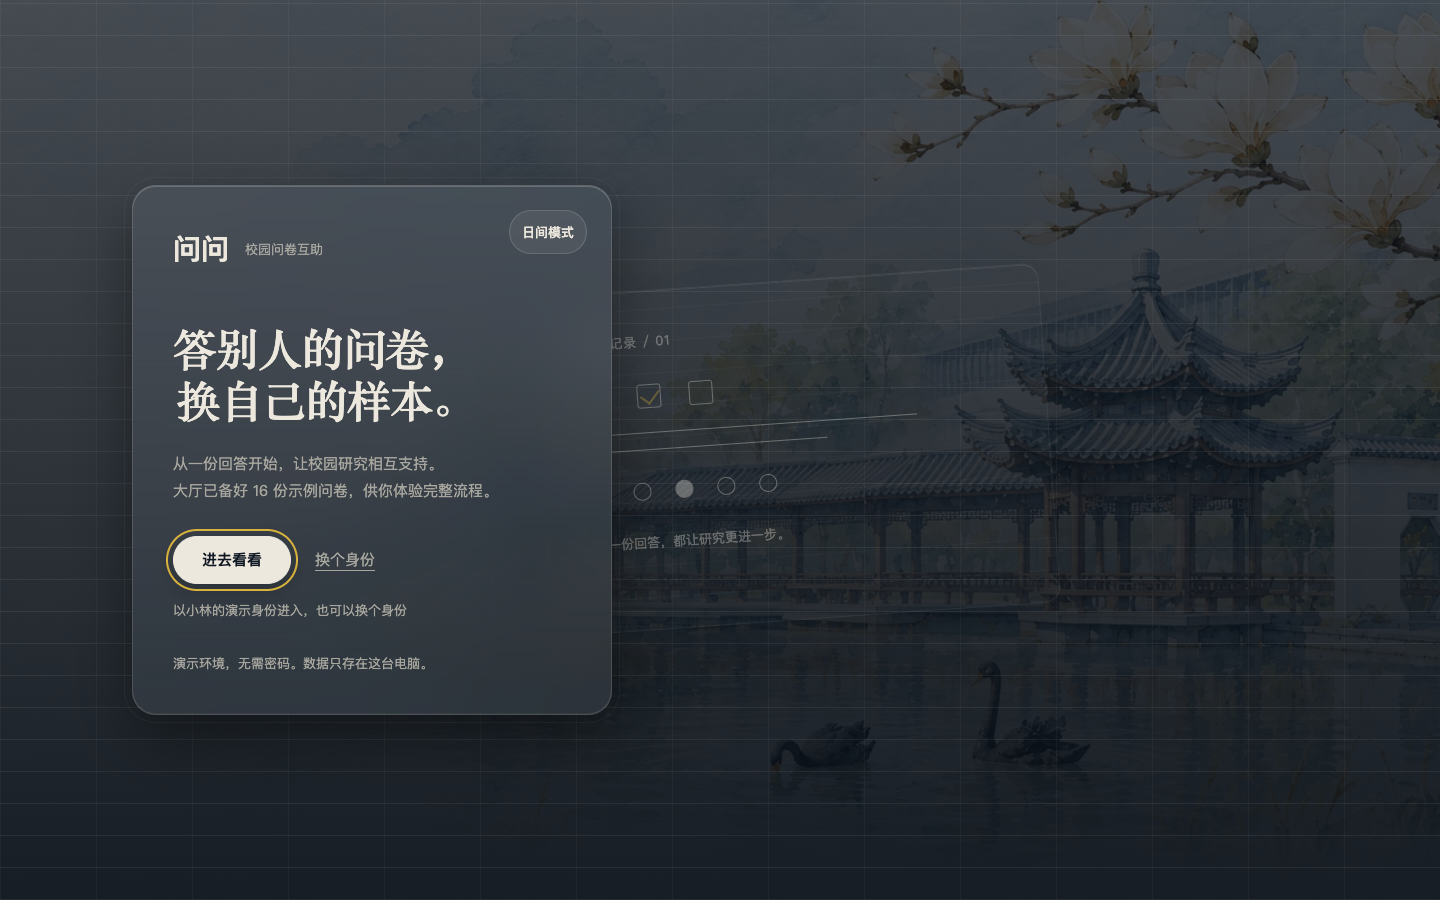 问问
校园问卷互助
日间模式
答别人的问卷，
换自己的样本。
从一份回答开始，让校园研究相互支持。
大厅已备好 16 份示例问卷，供你体验完整流程。
进去看看
换个身份
以小林的演示身份进入，也可以换个身份
演示环境，无需密码。数据只存在这台电脑。
记录 / 01
一份回答，都让研究更进一步。